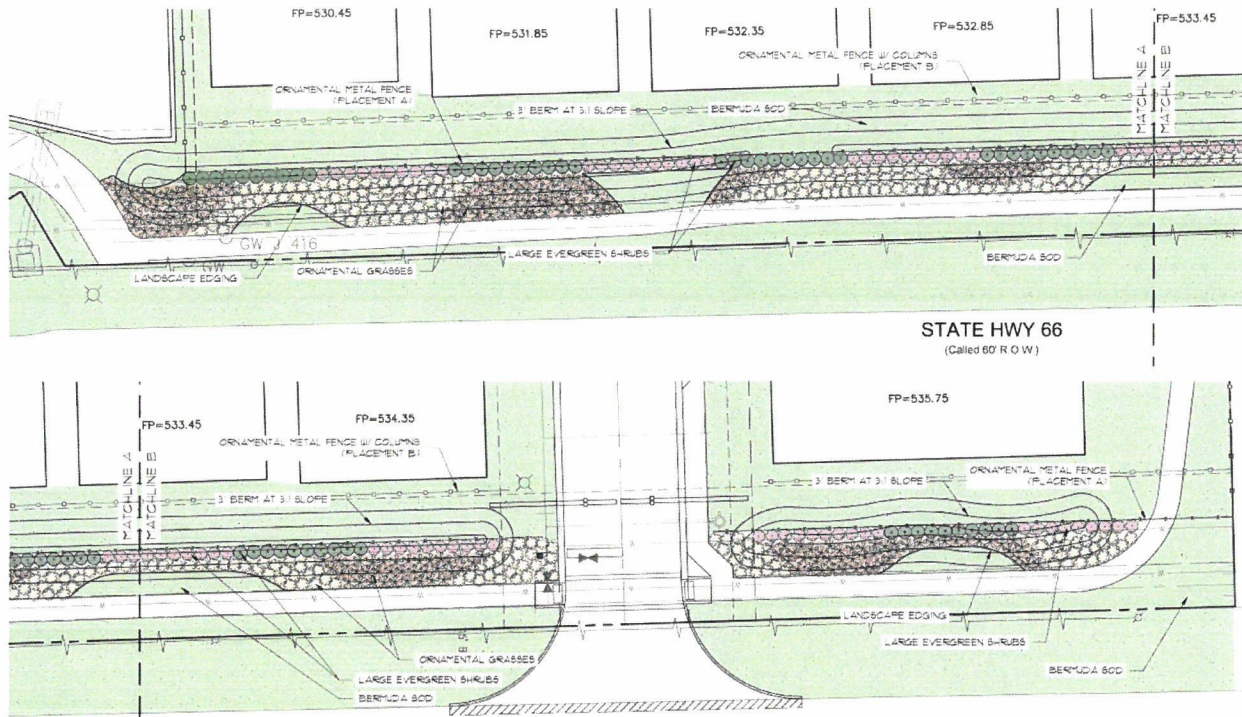 FP=530.45
FP=531.85
FP=532.35
FP=532.85
FP=533.45
ORNAMENTAL METAL FENCE
(PLACEMENT A)
ORNAMENTAL METAL FENCE W/ COLUMNS
(PLACEMENT B)
3' BERM AT 3:1 SLOPE
BERMUDA SOD
MATCHLINE A
MATCHLINE B
GW J 416
GW
LANDSCAPE EDGING
ORNAMENTAL GRASSES
LARGE EVERGREEN SHRUBS
BERMUDA SOD
STATE HWY 66
(Called 60' R O W)
FP=533.45
FP=534.35
FP=535.75
ORNAMENTAL METAL FENCE W/ COLUMNS
(PLACEMENT B)
MATCHLINE A
MATCHLINE B
3' BERM AT 3:1 SLOPE
3' BERM AT 3:1 SLOPE
ORNAMENTAL METAL FENCE
(PLACEMENT A)
LANDSCAPE EDGING
LARGE EVERGREEN SHRUBS
BERMUDA SOD
ORNAMENTAL GRASSES
LARGE EVERGREEN SHRUBS
BERMUDA SOD